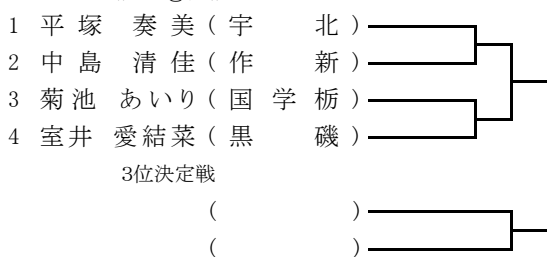 1 平塚 奏美(宇 北)
2 中島 清佳(作 新)
3 菊池 あいり(国学栃)
4 室井 愛結菜(黒 磯)
3位決定戦
( )
( )